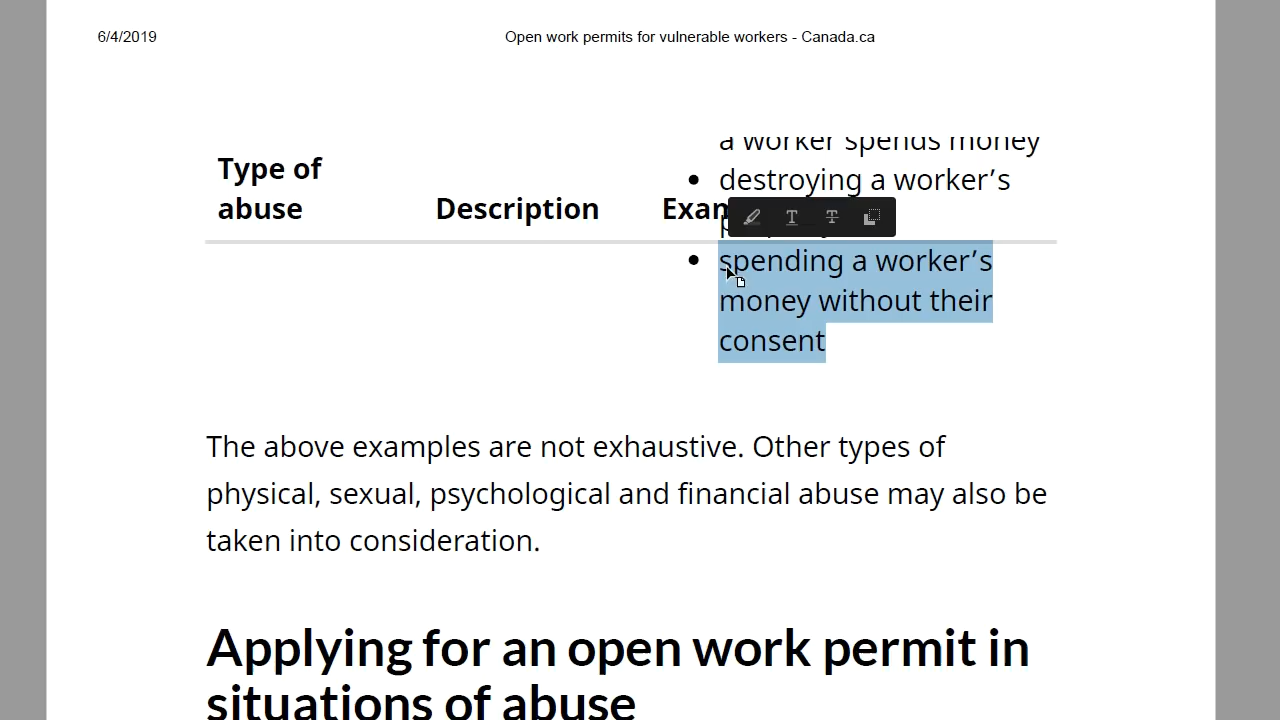 6/4/2019 Open work permits for vulnerable workers - Canada.ca
a worker spends money
Type of
abuse
Description
• destroying a worker’s
• spending a worker’s
money without their
consent
The above examples are not exhaustive. Other types of
physical, sexual, psychological and financial abuse may also be
taken into consideration.
Applying for an open work permit in
situations of abuse